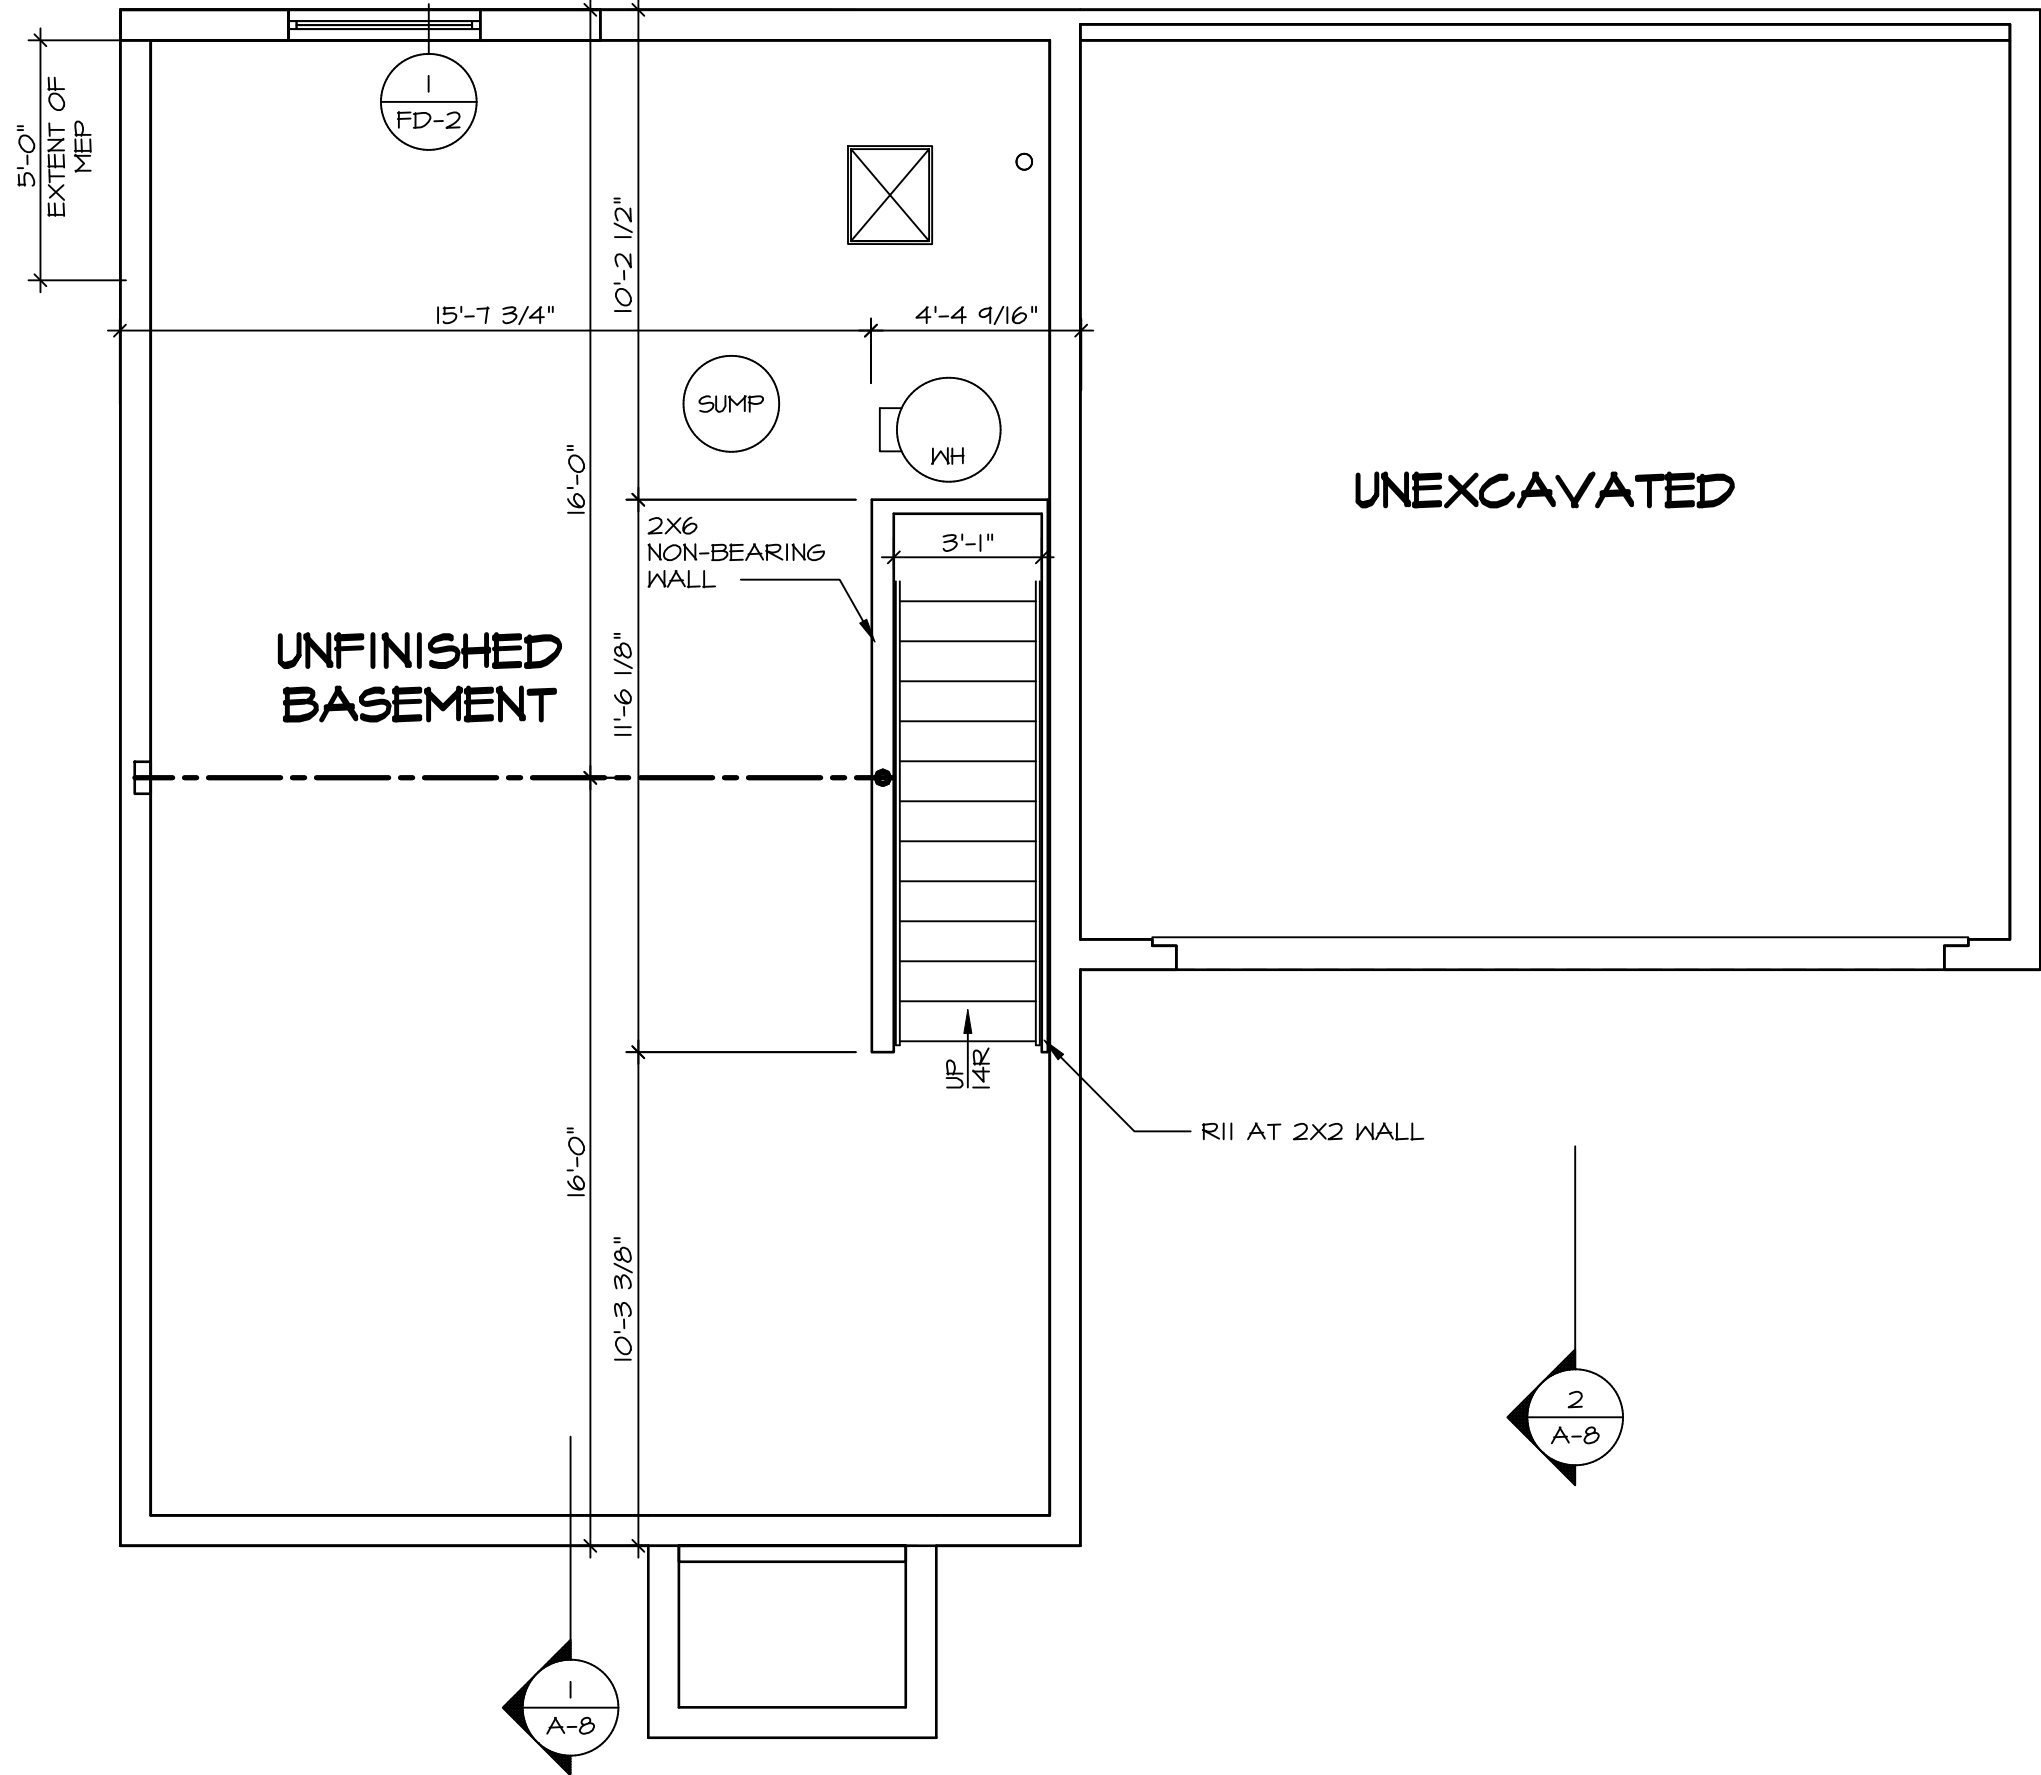 1
FD-2
5'-0"
EXTENT OF
MEP
10'-2 1/2"
15'-7 3/4"
4'-4 9/16"
SUMP
WH
16'-0"
UNEXCAVATED
2X6
NON-BEARING
WALL
3'-1"
UNFINISHED
BASEMENT
11'-6 1/8"
UP
14R
R11 AT 2X2 WALL
16'-0"
10'-3 3/8"
2
A-8
1
A-8